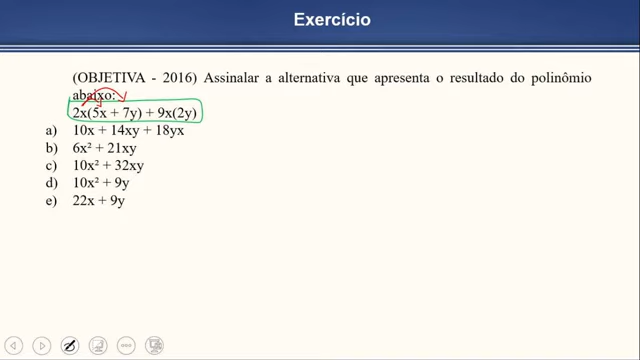 Exercício
(OBJETIVA - 2016) Assinalar a alternativa que apresenta o resultado do polinômio
abaixo:
2x(5x + 7y) + 9x(2y)
a) 10x + 14xy + 18yx
b) 6x² + 21xy
c) 10x² + 32xy
d) 10x² + 9y
e) 22x + 9y